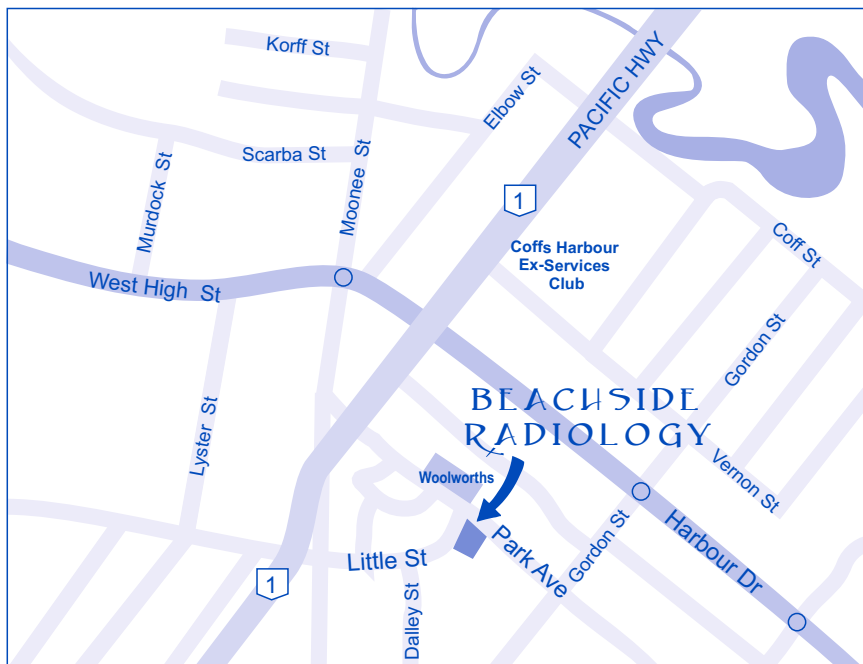 Korff St
Elbow St
PACIFIC HWY
Scarba St
Murdock St
Moonee St
1
Coffs Harbour
Ex-Services
Club
Coff St
West High St
Gordon St
BEACHSIDE
RADIOLOGY
Lyster St
Woolworths
Vernon St
Gordon St
Harbour Dr
Park Ave
Little St
1
Dalley St